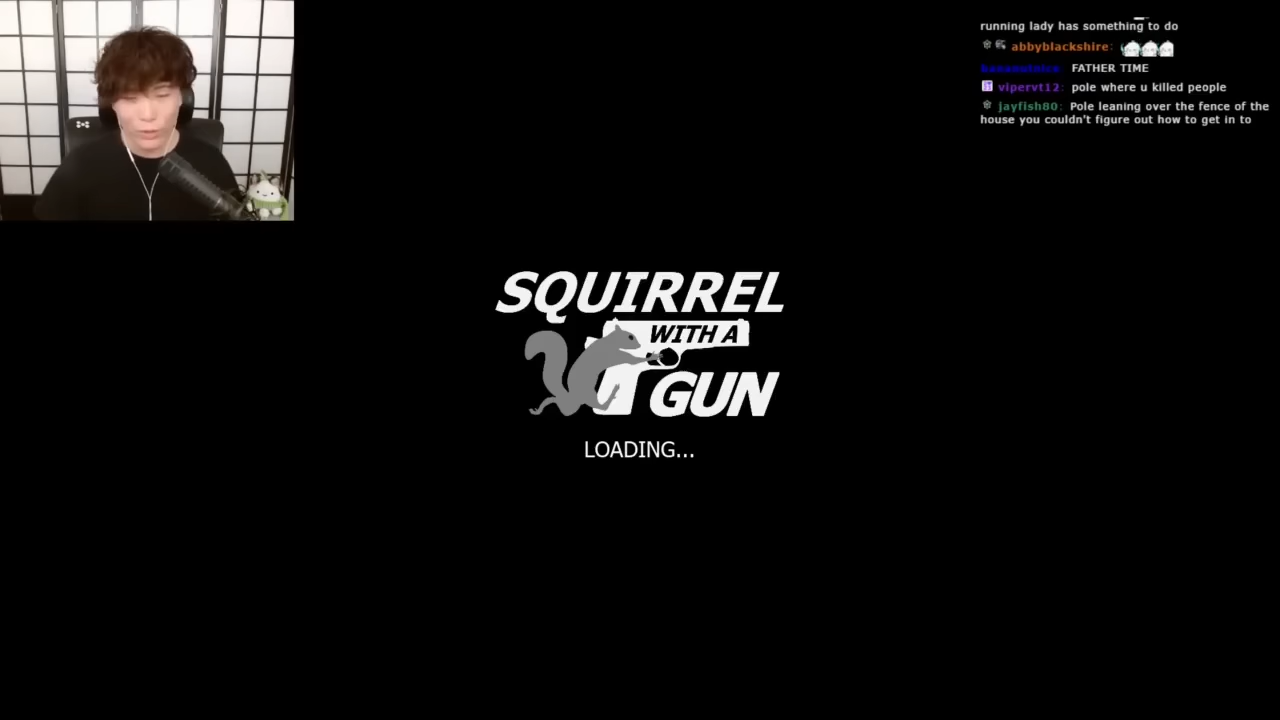 SQUIRREL
WITH A
GUN
LOADING...
running lady has something to do
abbyblackshire:
FATHER TIME
vipervt12: pole where u killed people
jayfish80: Pole leaning over the fence of the
house you couldn't figure out how to get in to